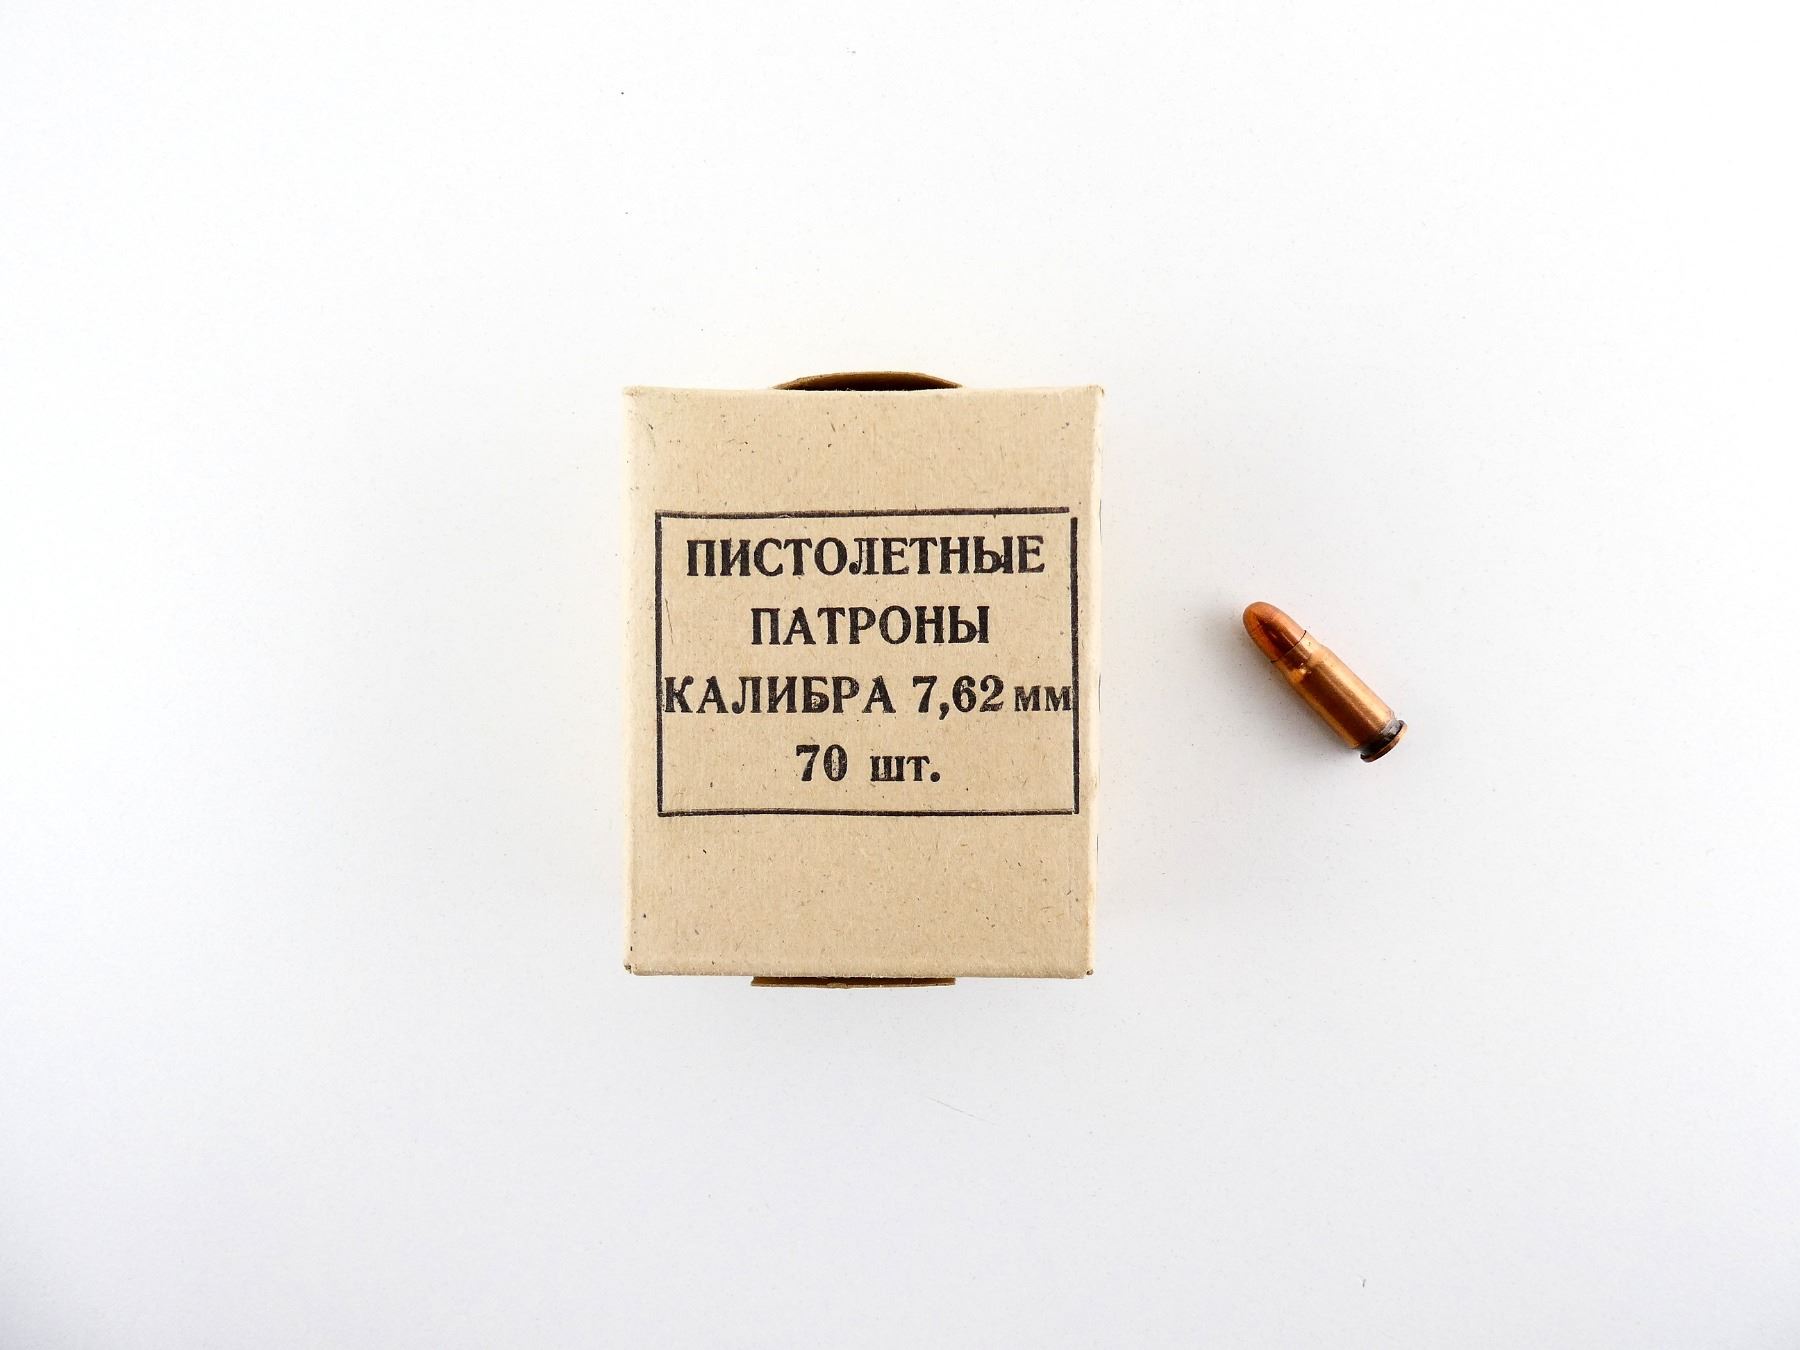 ПИСТОЛЕТНЫЕ
ПАТРОНЫ
КАЛИБРА 7,62 мм
70 шт.